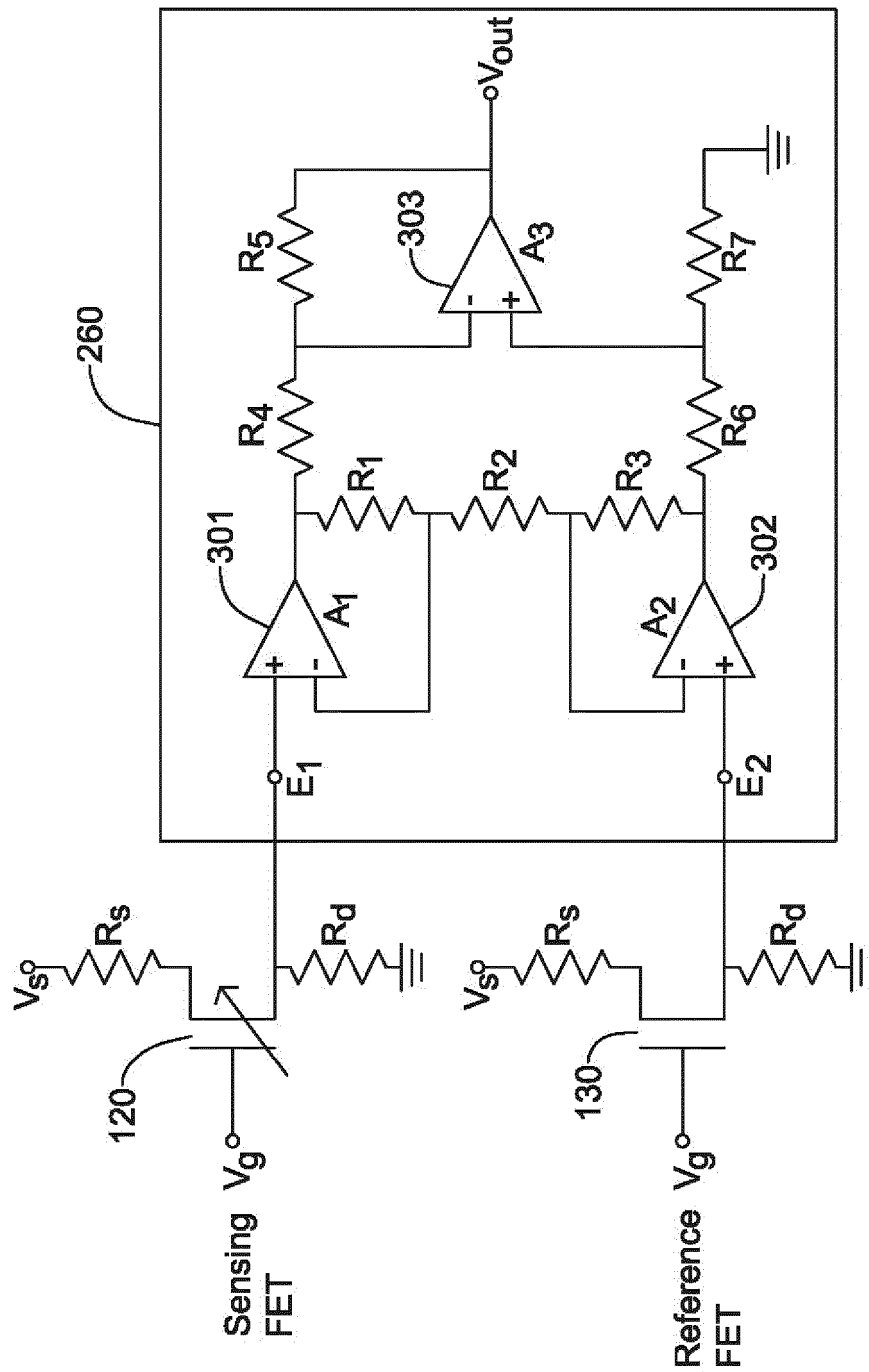 260
301
303
R4
R5
R1
A1
R2
Vout
A3
R3
A2
R6
R7
302
E1
E2
Vs
Rs
120
Rd
Vg
Sensing
FET
Vs
Rs
130
Rd
Vg
Reference
FET
+
-
-
+
-
+